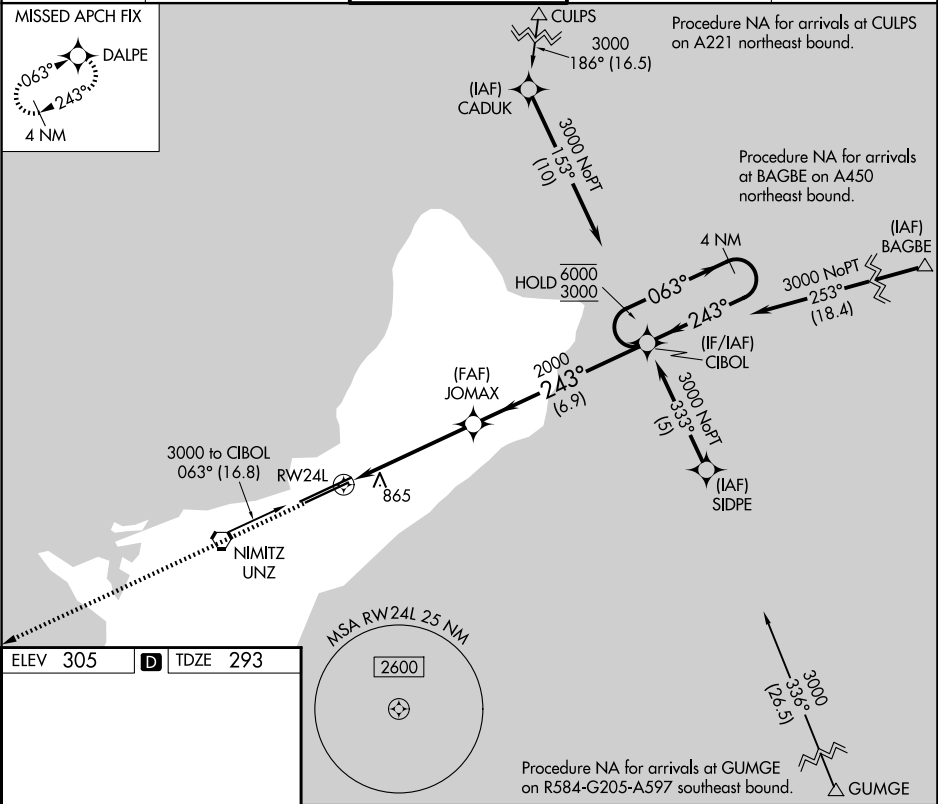 MISSED APCH FIX
DALPE
063°
243°
4 NM
CULPS
3000
186° (16.5)
Procedure NA for arrivals at CULPS
on A221 northeast bound.
(IAF)
CADUK
3000 NoPT
153°
(10)
Procedure NA for arrivals
at BAGBE on A450
northeast bound.
(IAF)
BAGBE
4 NM
HOLD 6000
3000
063°
243°
3000 NoPT
253°
(18.4)
(IF/IAF)
CIBOL
2000
243°
(6.9)
(FAF)
JOMAX
3000 NoPT
333°
(5)
(IAF)
SIDPE
3000 to CIBOL
063° (16.8)
RW24L
865
NIMITZ
UNZ
MSA RW24L 25 NM
2600
ELEV 305
D
TDZE 293
3000
336°
(26.5)
Procedure NA for arrivals at GUMGE
on R584-G205-A597 southeast bound.
GUMGE